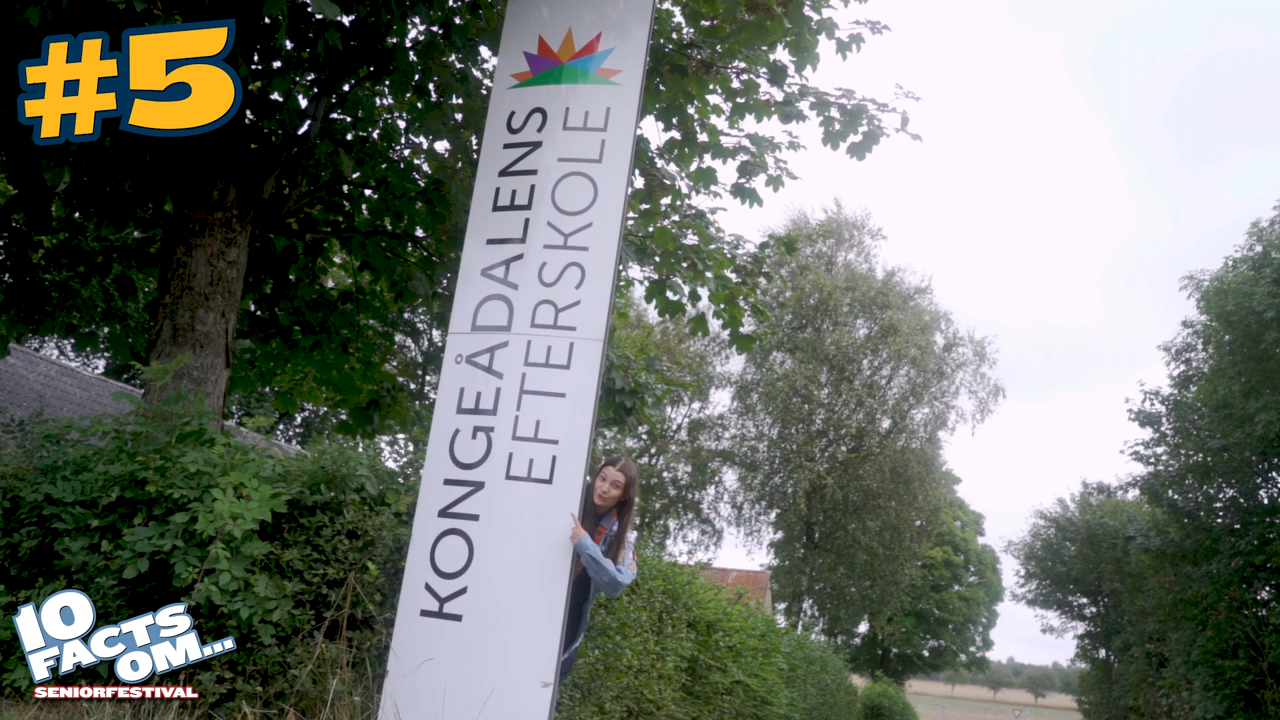 #5
KONGEÅDALENS
EFTERSKOLE
10
FACTS
OM...
SENIORFESTIVAL